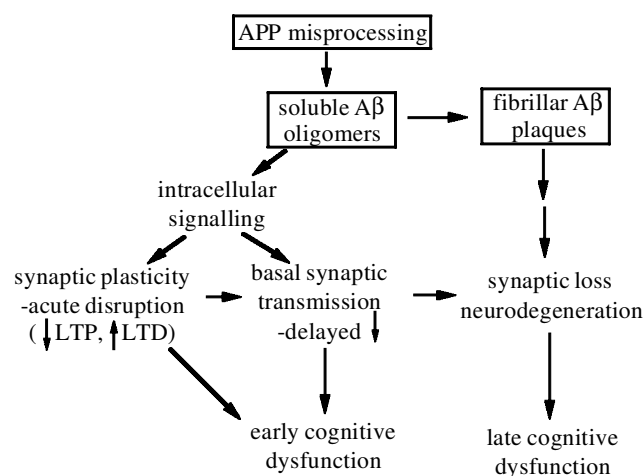 APP misprocessing
soluble Aβ
oligomers
fibrillar Aβ
plaques
intracellular
signalling
synaptic plasticity
-acute disruption
(↓LTP, ↑LTD)
basal synaptic
transmission
-delayed↓
synaptic loss
neurodegeneration
early cognitive
dysfunction
late cognitive
dysfunction